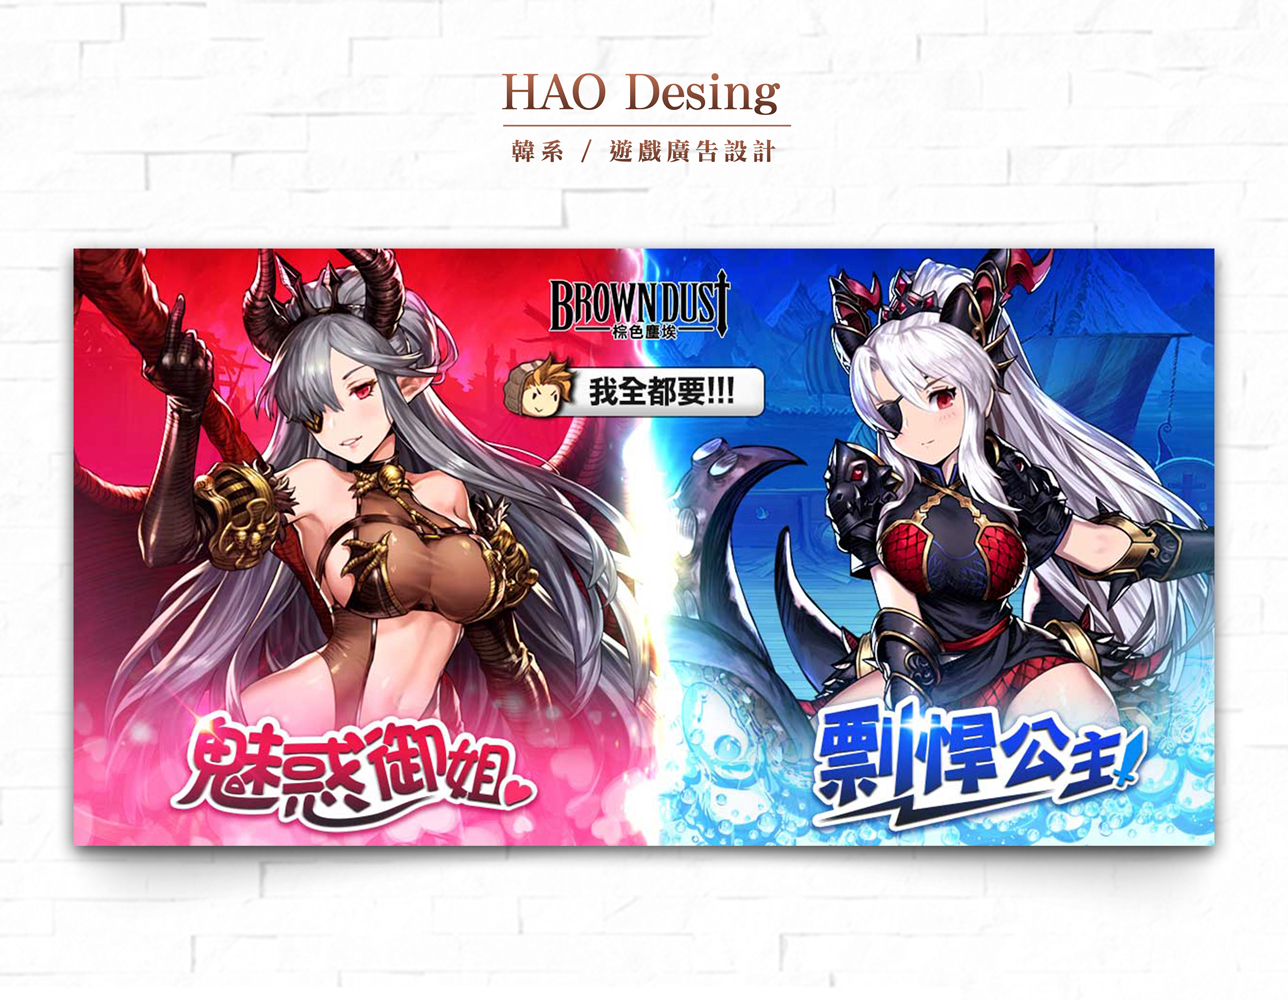 HAO Desing
韓系 / 遊戲廣告設計
BROWNDUST
棕色塵埃
我全都要!!!
魅惑御姐
剽悍公主!